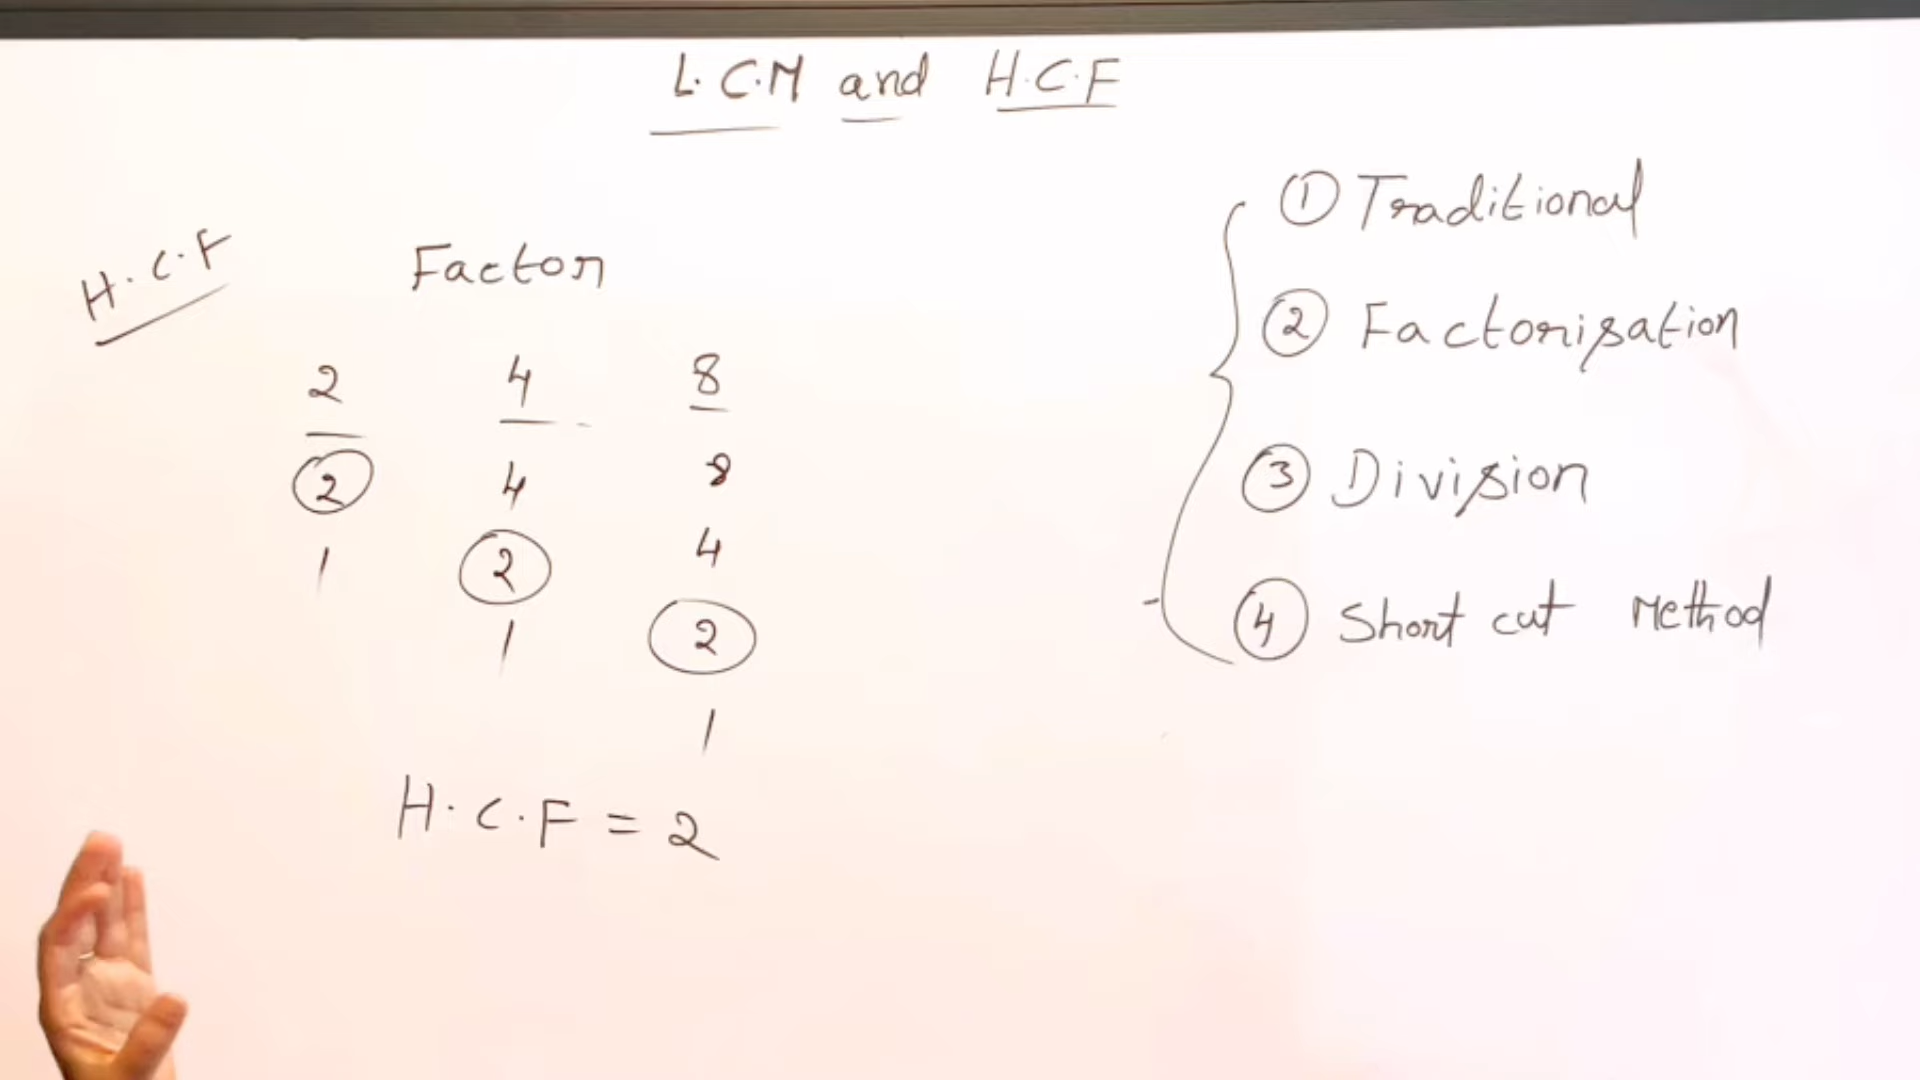 L.C.M and H.C.F
H.C.F
Factor
2 4 8
2 4 8
1 2 4
1 2
1
H.C.F = 2
① Traditional
② Factorisation
③ Division
④ Short cut Method